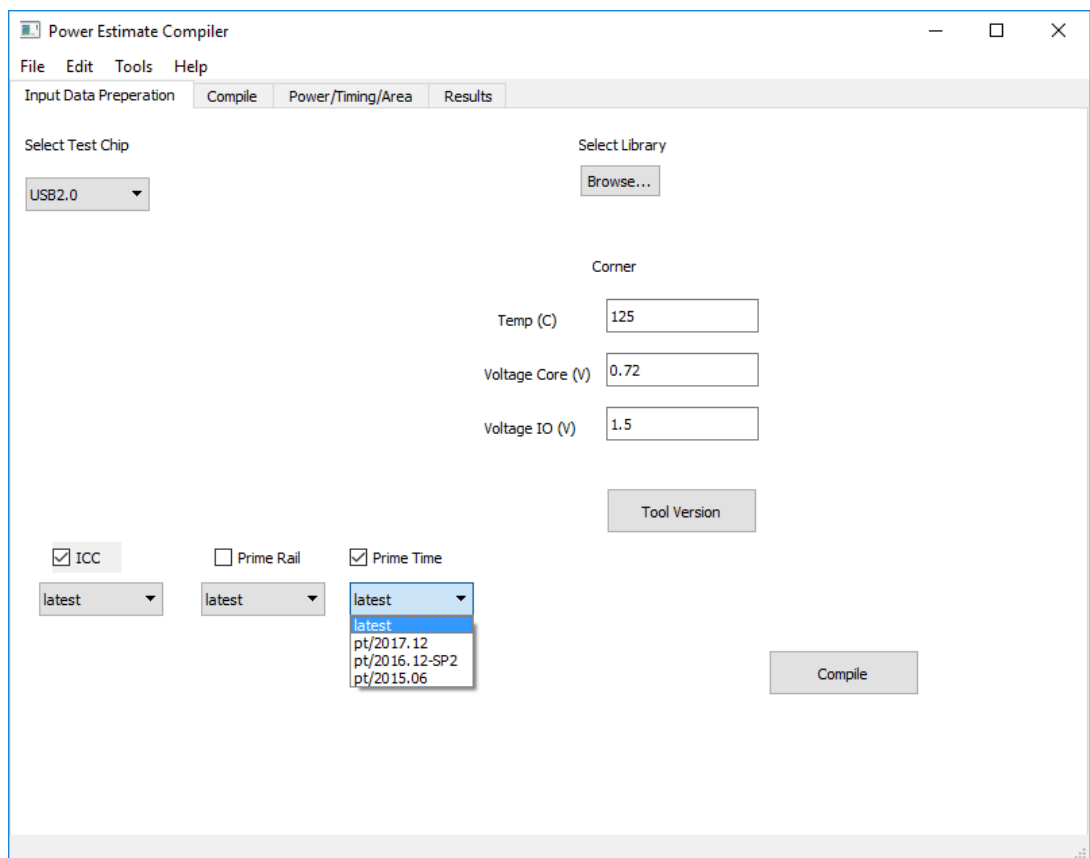 Power Estimate Compiler
File Edit Tools Help
Input Data Preperation Compile Power/Timing/Area Results
Select Test Chip Select Library
USB2.0 Browse...
Corner
Temp (C) 125
Voltage Core (V) 0.72
Voltage IO (V) 1.5
Tool Version
ICC Prime Rail Prime Time
latest latest latest
latest
pt/2017.12
pt/2016.12-SP2
pt/2015.06
Compile